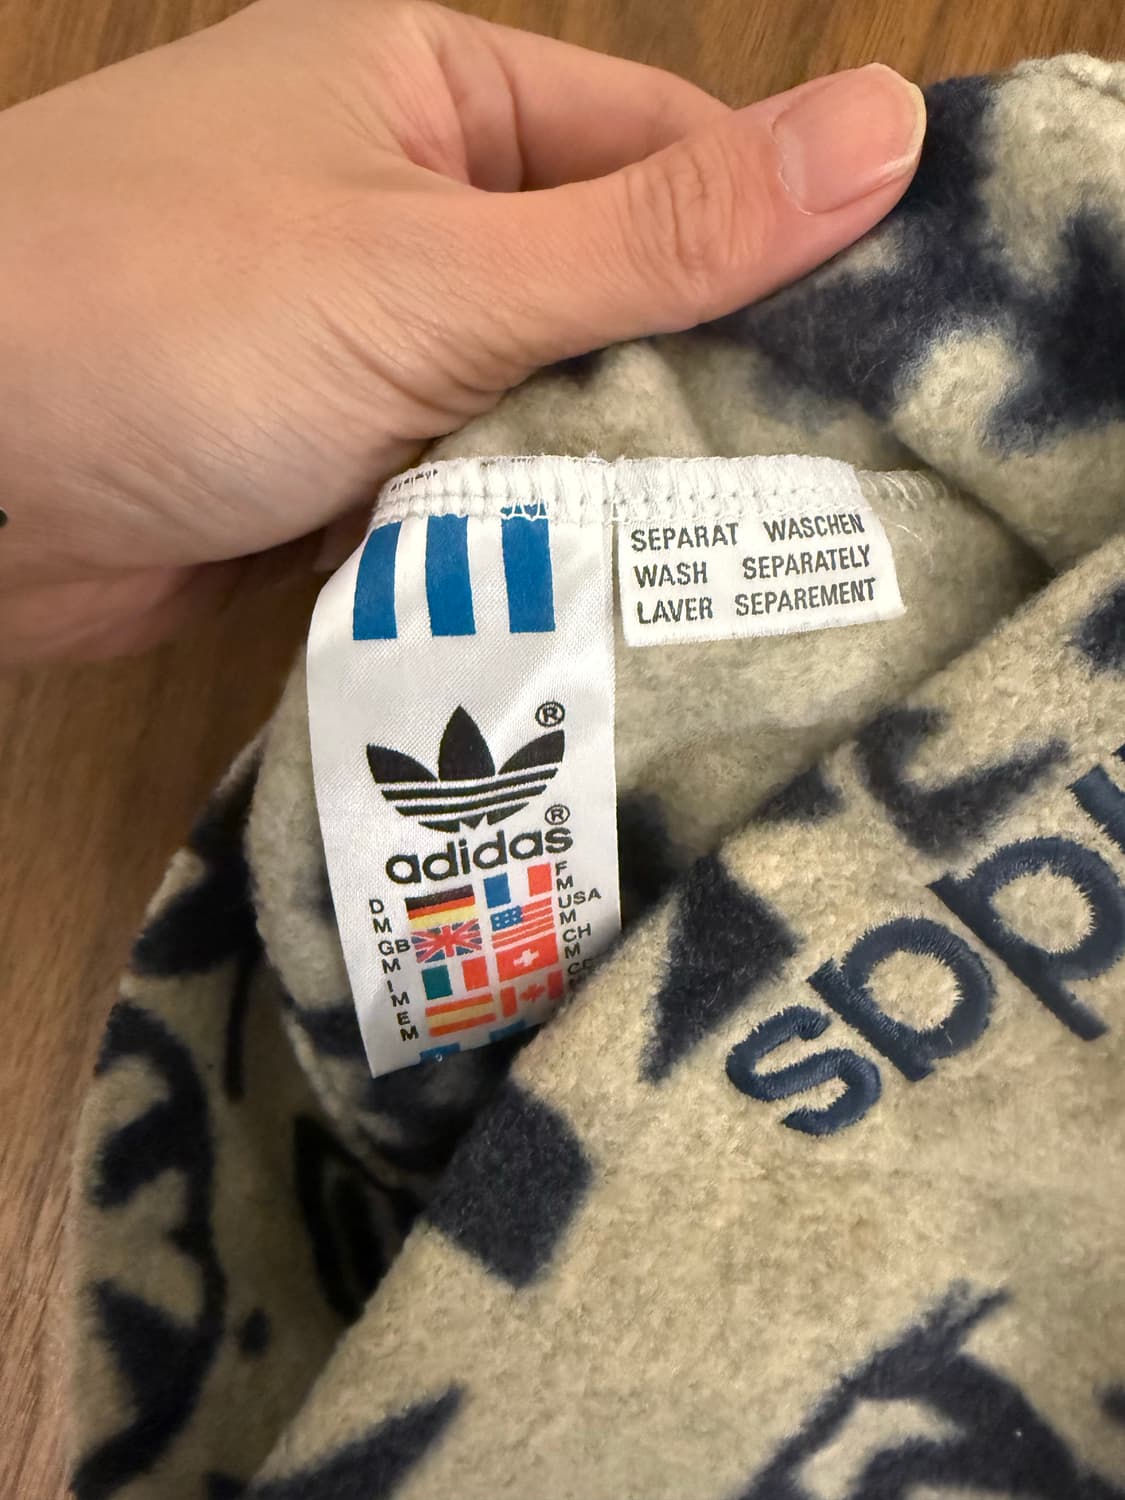 SEPARAT WASCHEN
WASH SEPARATELY
LAVER SEPAREMENT
®
®
adidas
F
D
M
M
USA
GB
M
M
CH
I
M
M
E
M
adidas